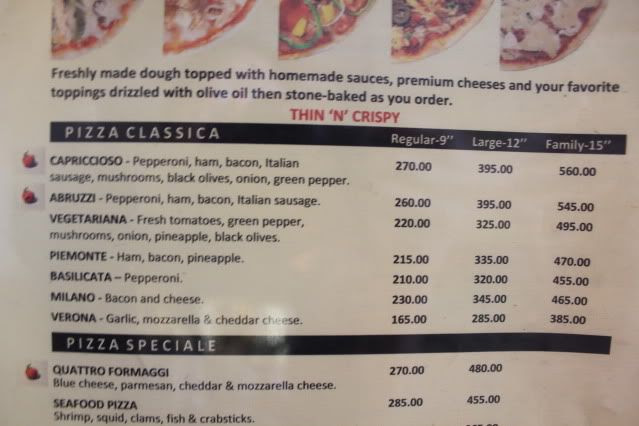 Freshly made dough topped with homemade sauces, premium cheeses and your favorite
toppings drizzled with olive oil then stone-baked as you order.
THIN 'N' CRISPY
PIZZA CLASSICA Regular-9" Large-12" Family-15"
CAPRICCIOSO - Pepperoni, ham, bacon, Italian 270.00 395.00 560.00
sausage, mushrooms, black olives, onion, green pepper.
ABRUZZI - Pepperoni, ham, bacon, Italian sausage. 260.00 395.00 545.00
VEGETARIANA - Fresh tomatoes, green pepper, 220.00 325.00 495.00
mushrooms, onion, pineapple, black olives.
PIEMONTE - Ham, bacon, pineapple. 215.00 335.00 470.00
BASILICATA – Pepperoni. 210.00 320.00 455.00
MILANO - Bacon and cheese. 230.00 345.00 465.00
VERONA - Garlic, mozzarella & cheddar cheese. 165.00 285.00 385.00
PIZZA SPECIALE
QUATTRO FORMAGGI 270.00 480.00
Blue cheese, parmesan, cheddar & mozzarella cheese.
SEAFOOD PIZZA 285.00 455.00
Shrimp, squid, clams, fish & crabsticks.